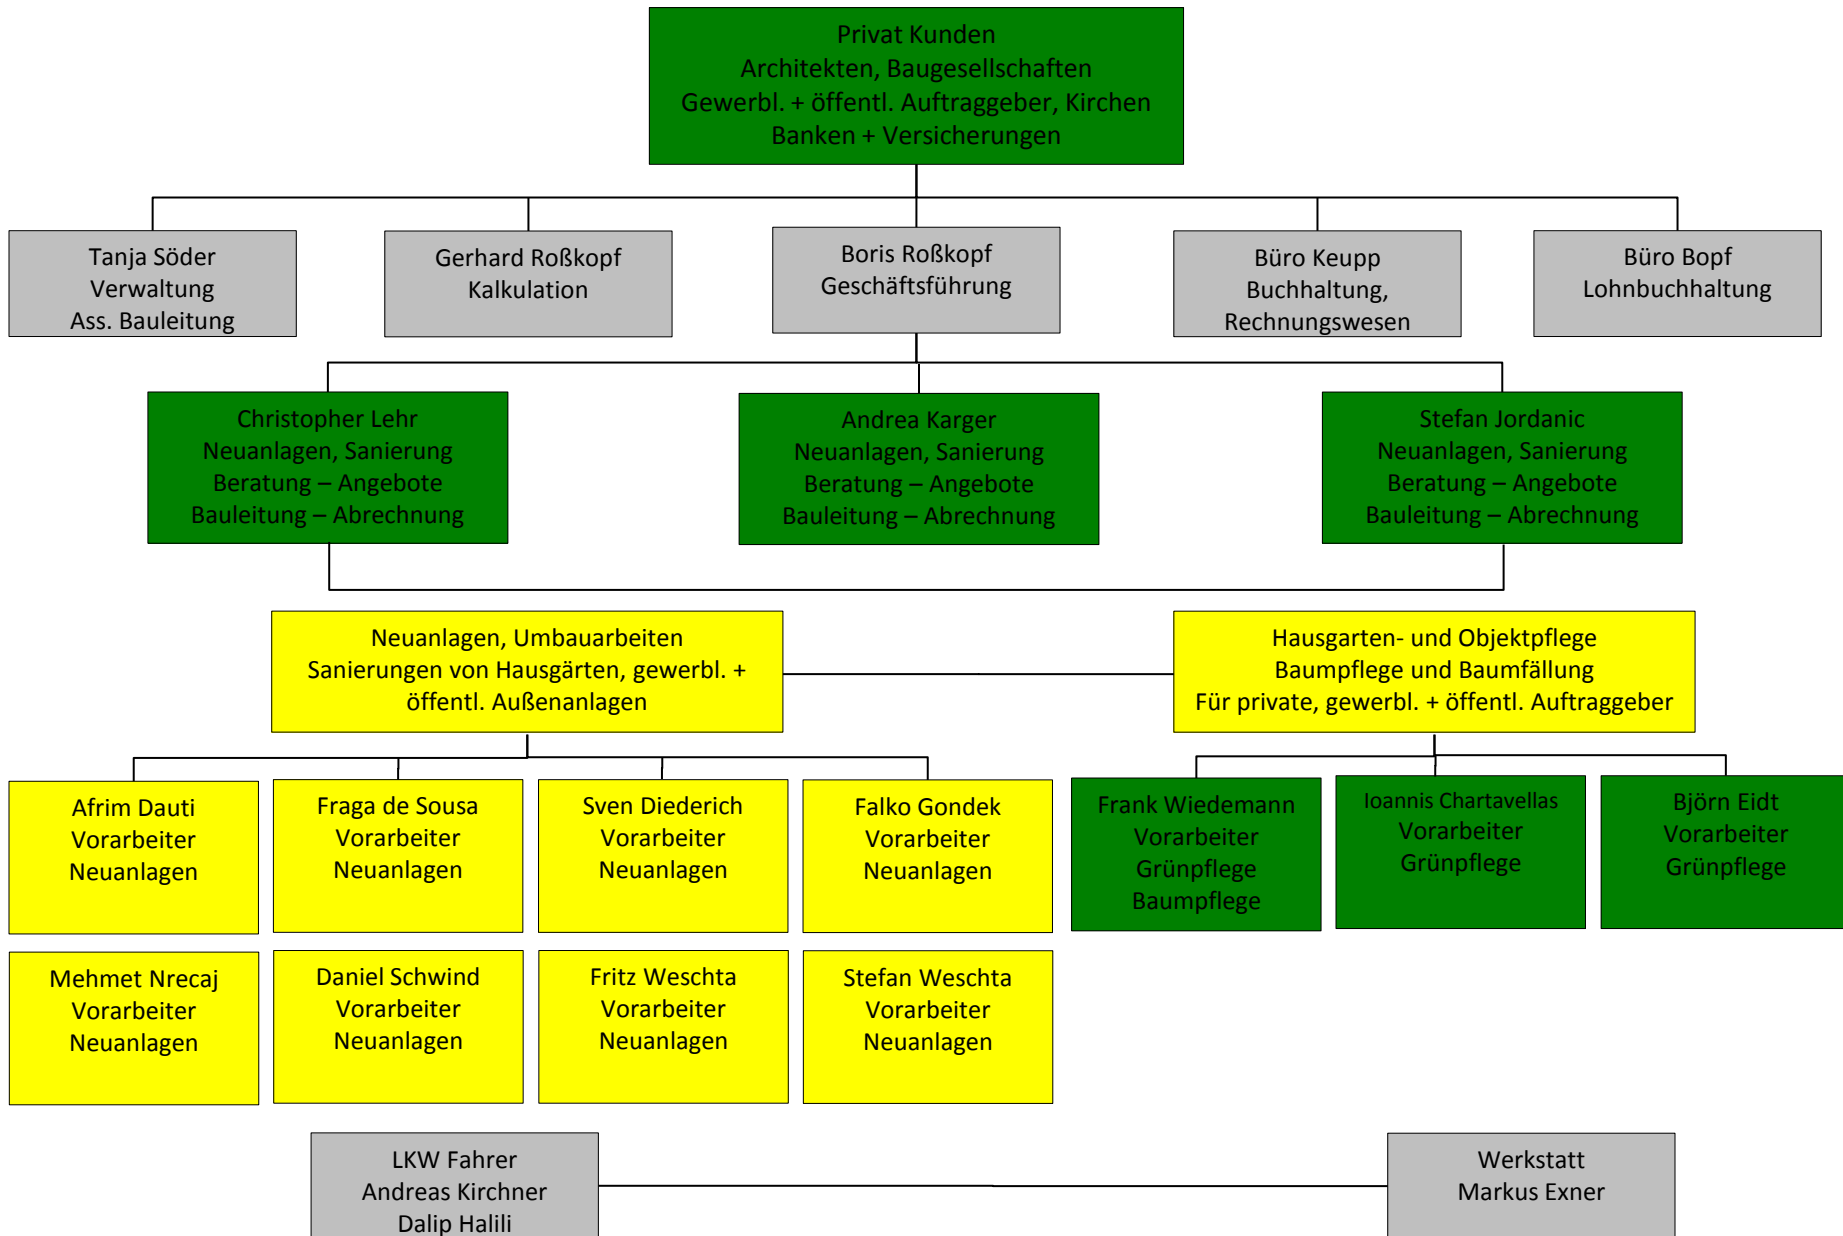 Privat Kunden
Architekten, Baugesellschaften
Gewerbl. + öffentl. Auftraggeber, Kirchen
Banken + Versicherungen
Tanja Söder
Verwaltung
Ass. Bauleitung
Gerhard Roßkopf
Kalkulation
Boris Roßkopf
Geschäftsführung
Büro Keupp
Buchhaltung,
Rechnungswesen
Büro Bopf
Lohnbuchhaltung
Christopher Lehr
Neuanlagen, Sanierung
Beratung – Angebote
Bauleitung – Abrechnung
Andrea Karger
Neuanlagen, Sanierung
Beratung – Angebote
Bauleitung – Abrechnung
Stefan Jordanic
Neuanlagen, Sanierung
Beratung – Angebote
Bauleitung – Abrechnung
Neuanlagen, Umbauarbeiten
Sanierungen von Hausgärten, gewerbl. +
öffentl. Außenanlagen
Hausgarten- und Objektpflege
Baumpflege und Baumfällung
Für private, gewerbl. + öffentl. Auftraggeber
Afrim Dauti
Vorarbeiter
Neuanlagen
Fraga de Sousa
Vorarbeiter
Neuanlagen
Sven Diederich
Vorarbeiter
Neuanlagen
Falko Gondek
Vorarbeiter
Neuanlagen
Frank Wiedemann
Vorarbeiter
Grünpflege
Baumpflege
Ioannis Chartavellas
Vorarbeiter
Grünpflege
Björn Eidt
Vorarbeiter
Grünpflege
Mehmet Nrecaj
Vorarbeiter
Neuanlagen
Daniel Schwind
Vorarbeiter
Neuanlagen
Fritz Weschta
Vorarbeiter
Neuanlagen
Stefan Weschta
Vorarbeiter
Neuanlagen
LKW Fahrer
Andreas Kirchner
Dalip Halili
Werkstatt
Markus Exner